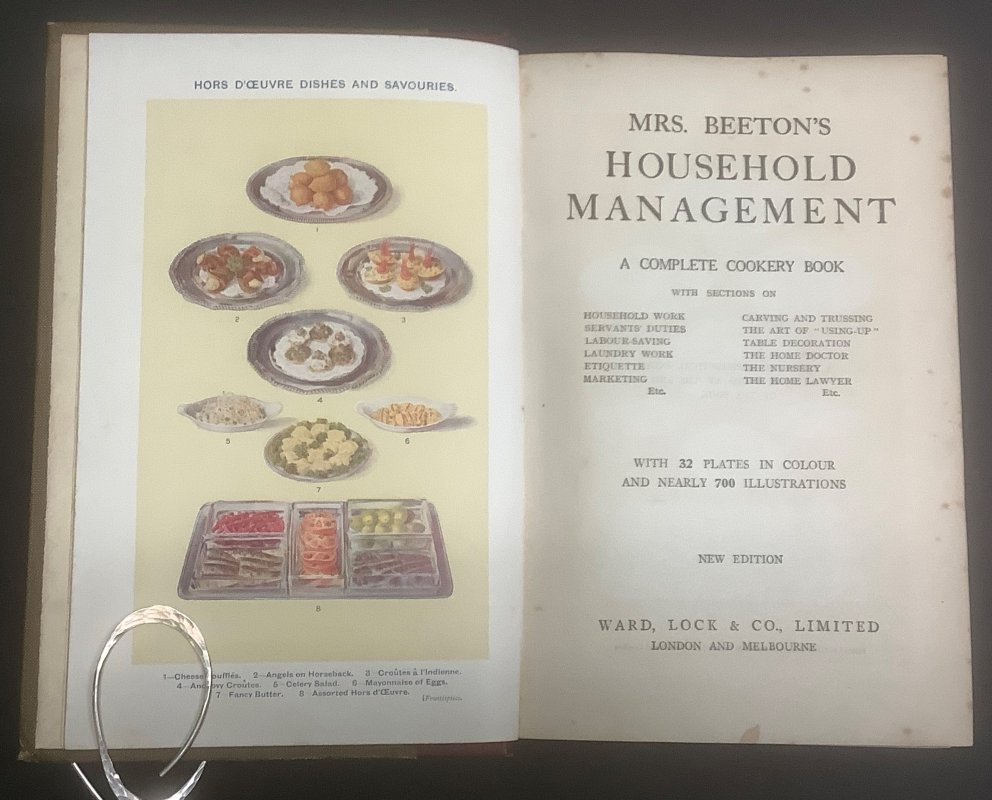 HORS D'ŒUVRE DISHES AND SAVOURIES.
1
2
3
4
5
6
7
8
1—Cheese Soufflés. 2—Angels on Horseback. 3 Croûtes à l'Indienne.
4—Anchovy Croûtes. 5—Celery Salad. 6—Mayonnaise of Eggs.
7—Fancy Butter. 8 Assorted Hors d'Œuvre.
[Frontispiece.
MRS. BEETON'S
HOUSEHOLD
MANAGEMENT
A COMPLETE COOKERY BOOK
WITH SECTIONS ON
HOUSEHOLD WORK
SERVANTS' DUTIES
LABOUR-SAVING
LAUNDRY WORK
ETIQUETTE
MARKETING
Etc.
CARVING AND TRUSSING
THE ART OF "USING-UP"
TABLE DECORATION
THE HOME DOCTOR
THE NURSERY
THE HOME LAWYER
Etc.
WITH 32 PLATES IN COLOUR
AND NEARLY 700 ILLUSTRATIONS
NEW EDITION
WARD, LOCK & CO., LIMITED
LONDON AND MELBOURNE